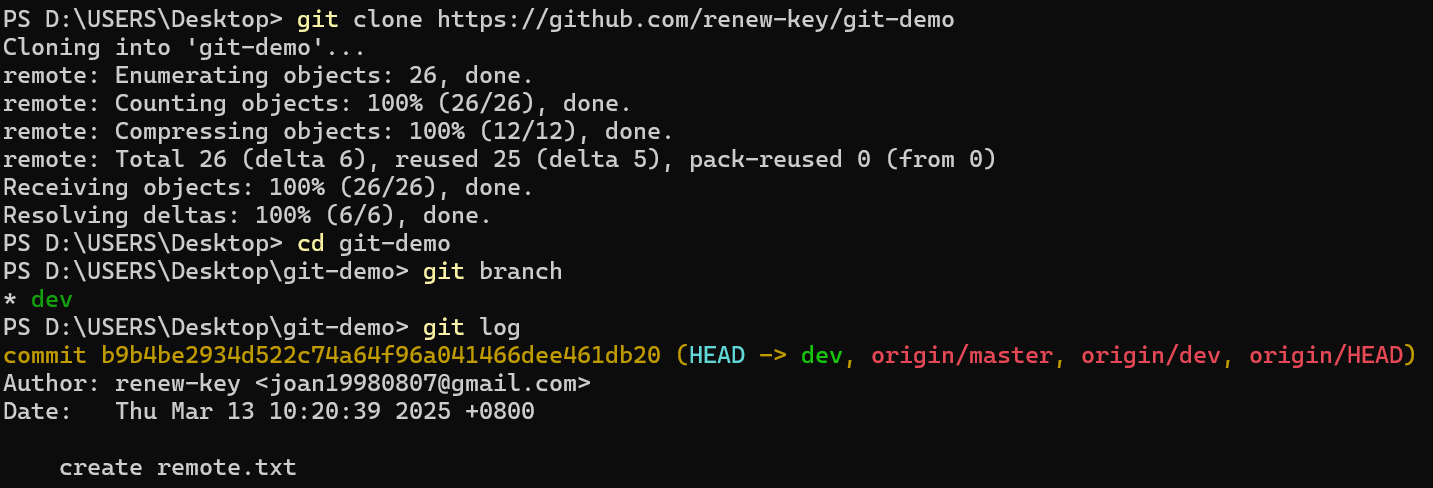 PS D:\USERS\Desktop> git clone https://github.com/renew-key/git-demo
Cloning into 'git-demo'...
remote: Enumerating objects: 26, done.
remote: Counting objects: 100% (26/26), done.
remote: Compressing objects: 100% (12/12), done.
remote: Total 26 (delta 6), reused 25 (delta 5), pack-reused 0 (from 0)
Receiving objects: 100% (26/26), done.
Resolving deltas: 100% (6/6), done.
PS D:\USERS\Desktop> cd git-demo
PS D:\USERS\Desktop\git-demo> git branch
* dev
PS D:\USERS\Desktop\git-demo> git log
commit b9b4be2934d522c74a64f96a041466dee461db20 (HEAD -> dev, origin/master, origin/dev, origin/HEAD)
Author: renew-key <joan19980807@gmail.com>
Date:   Thu Mar 13 10:20:39 2025 +0800
    create remote.txt